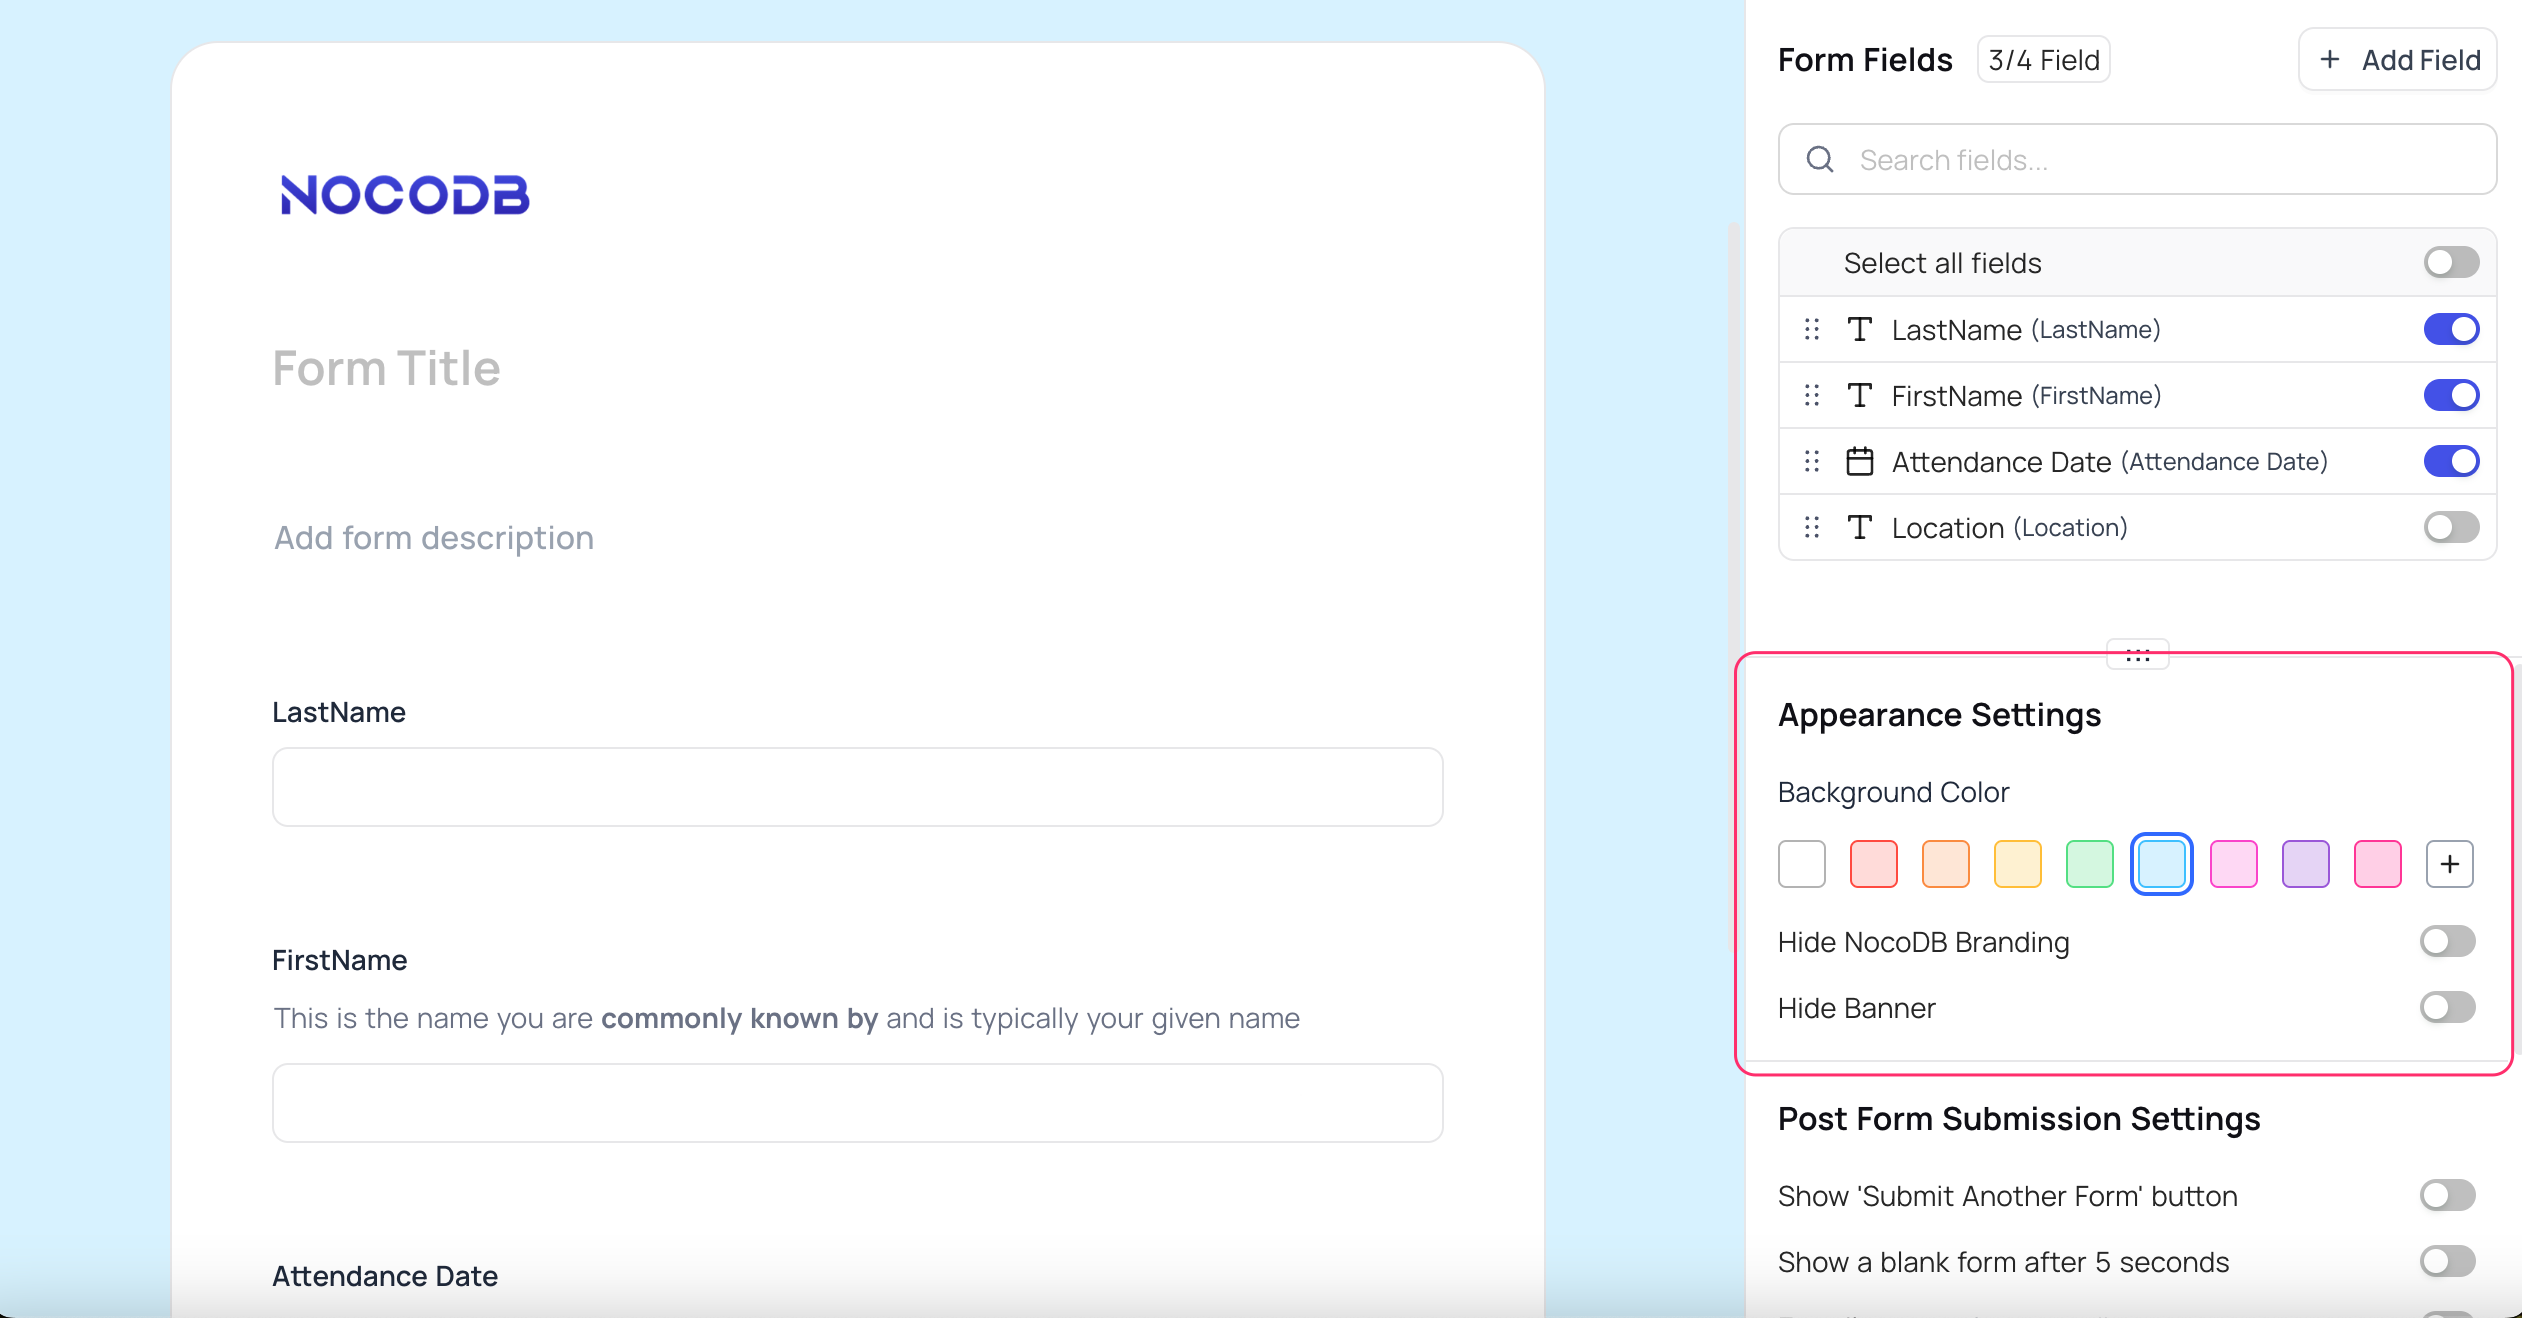 NOCODB
Form Title
Add form description
LastName
FirstName
This is the name you are commonly known by and is typically your given name
Attendance Date
Form Fields 3/4 Field + Add Field
Search fields...
Select all fields
LastName (LastName)
FirstName (FirstName)
Attendance Date (Attendance Date)
Location (Location)
Appearance Settings
Background Color
Hide NocoDB Branding
Hide Banner
Post Form Submission Settings
Show 'Submit Another Form' button
Show a blank form after 5 seconds